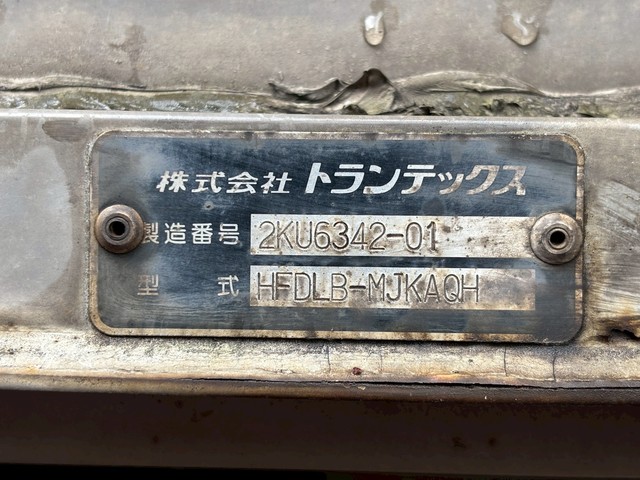 株式会社 トランテックス
製造番号 2KU6342-01
型 式 HFDLB-MJKAQH